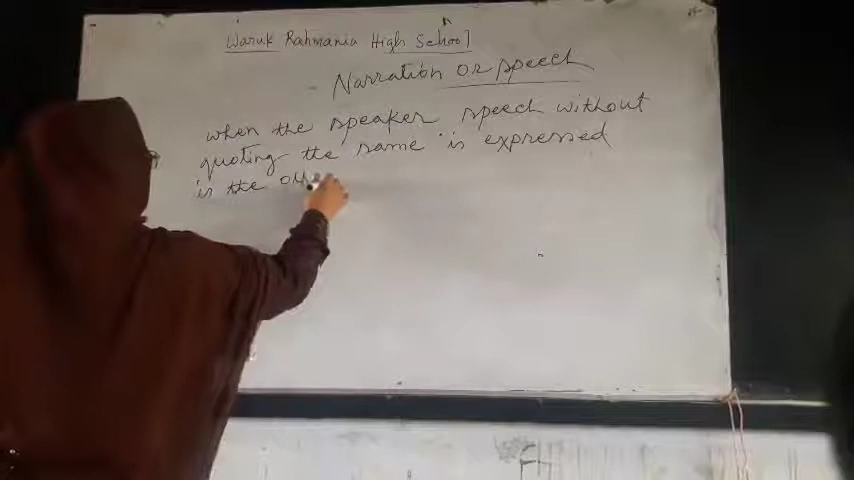 Waruk Rahmania High School
Narration or speech
when the speaker speech without
quoting the same is expressed
is the